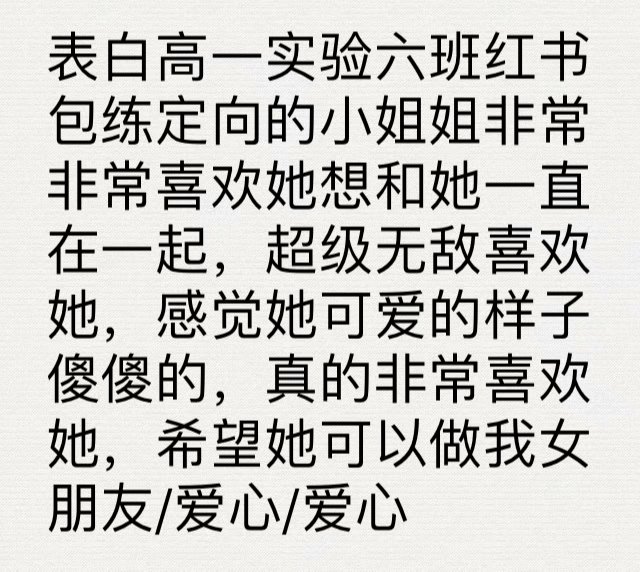 表白高一实验六班红书
包练定向的小姐姐非常
非常喜欢她想和她一直
在一起，超级无敌喜欢
她，感觉她可爱的样子
傻傻的，真的非常喜欢
她，希望她可以做我女
朋友/爱心/爱心